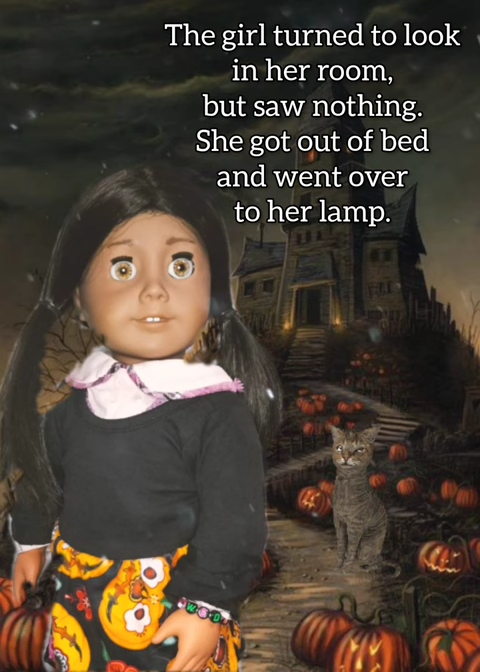 The girl turned to look
in her room,
but saw nothing.
She got out of bed
and went over
to her lamp.